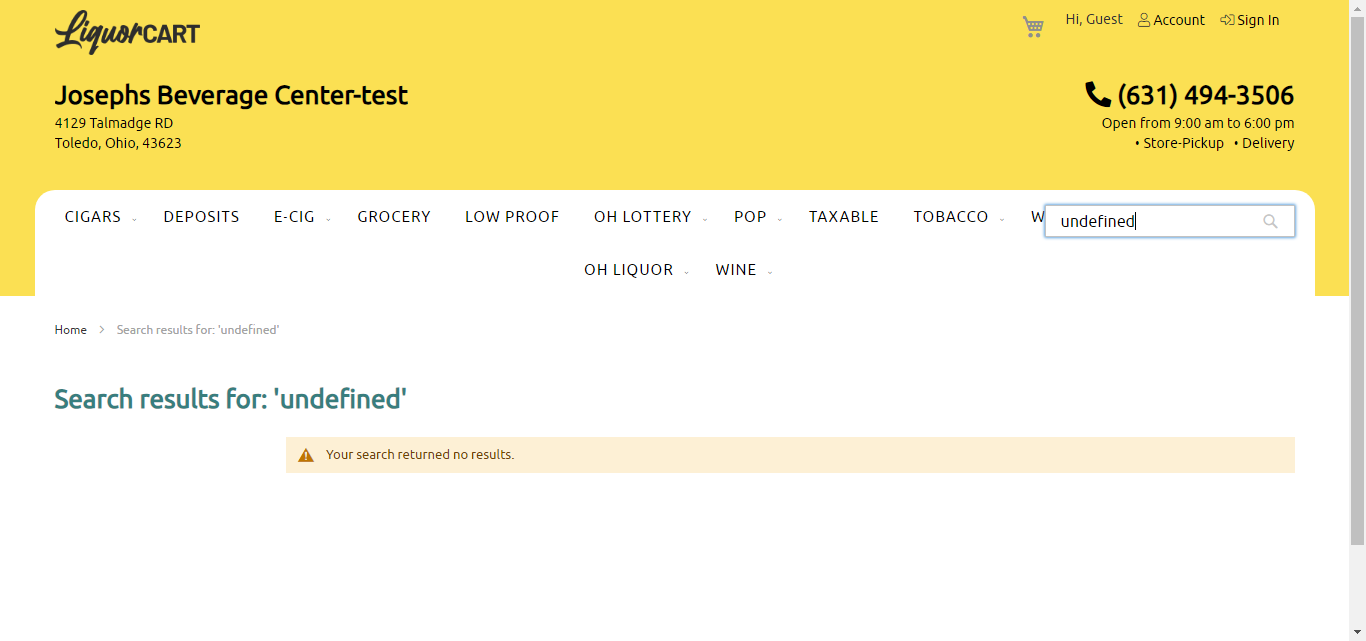 LiquorCART
Hi, Guest Account Sign In
Josephs Beverage Center-test
4129 Talmadge RD
Toledo, Ohio, 43623
(631) 494-3506
Open from 9:00 am to 6:00 pm
• Store-Pickup • Delivery
CIGARS DEPOSITS E-CIG GROCERY LOW PROOF OH LOTTERY POP TAXABLE TOBACCO
undefined
OH LIQUOR WINE
Home > Search results for: 'undefined'
Search results for: 'undefined'
Your search returned no results.